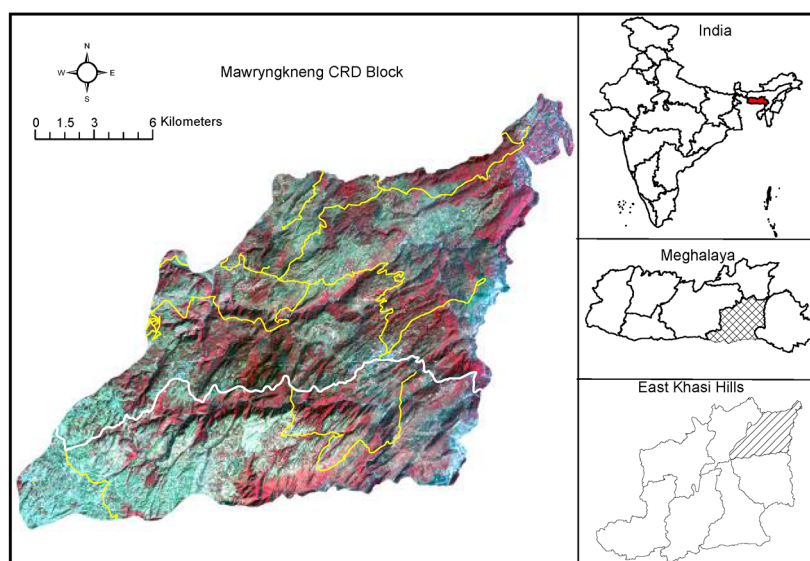 N
W E
S
Mawryngkneng CRD Block
0 1.5 3 6 Kilometers
India
Meghalaya
East Khasi Hills